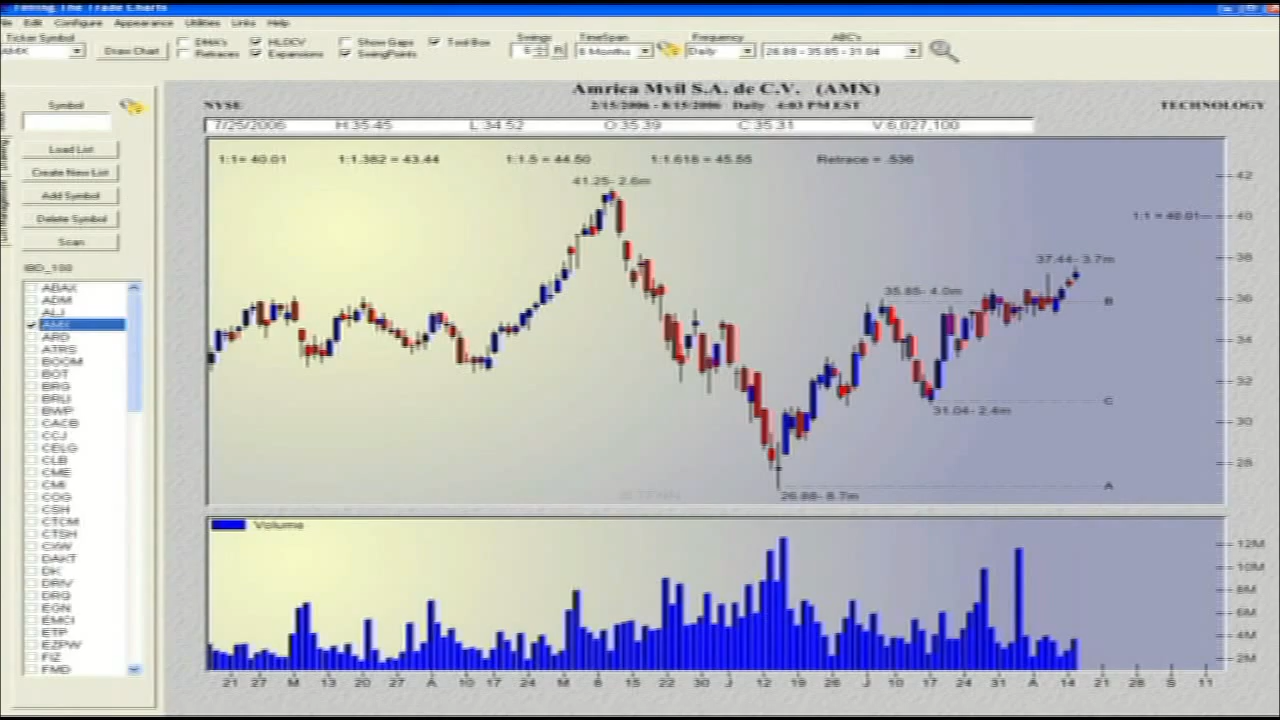 Timing The Trade Charts
Edit Configure Appearance Utilities Links Help
Ticker Symbol
AMX
Draw Chart
DMA's
Retraces
HLOCV
Expansions
Show Gaps
SwingPoints
Tool Box
Swings
5
R
TimeSpan
6 Months
Frequency
Daily
ABC's
26.88 - 35.85 - 31.04
Symbol
Load List
Create New List
Add Symbol
Delete Symbol
Scan
IBD_100
ABAX
ADM
ALJ
AMX
ARD
ATRS
BOOM
BOT
BRG
BRLI
BWP
CACB
CCJ
CELG
CLB
CME
CMI
COG
CSH
CTCM
CTSH
CXW
DAKT
DK
DRIV
DRQ
EGN
EMCI
ETP
EZPW
FIZ
FMD
Amrica Mvil S.A. de C.V. (AMX)
NYSE
2/15/2006 - 8/15/2006 Daily 4:03 PM EST
TECHNOLOGY
7/25/2006 H:35.45 L:34.52 O:35.39 C:35.31 V:6,027,100
1:1= 40.01 1:1.382 = 43.44 1:1.5 = 44.50 1:1.618 = 45.55 Retrace = .536
41.25- 2.6m
1:1 = 40.01
37.44- 3.7m
35.85- 4.0m
B
C
31.04- 2.4m
A
26.88- 8.7m
42
40
38
36
34
32
30
28
Volume
12M
10M
8M
6M
4M
2M
21 27 M 13 20 27 A 10 17 24 M 8 15 22 30 J 12 19 26 J 10 17 24 31 A 14 21 28 S 11